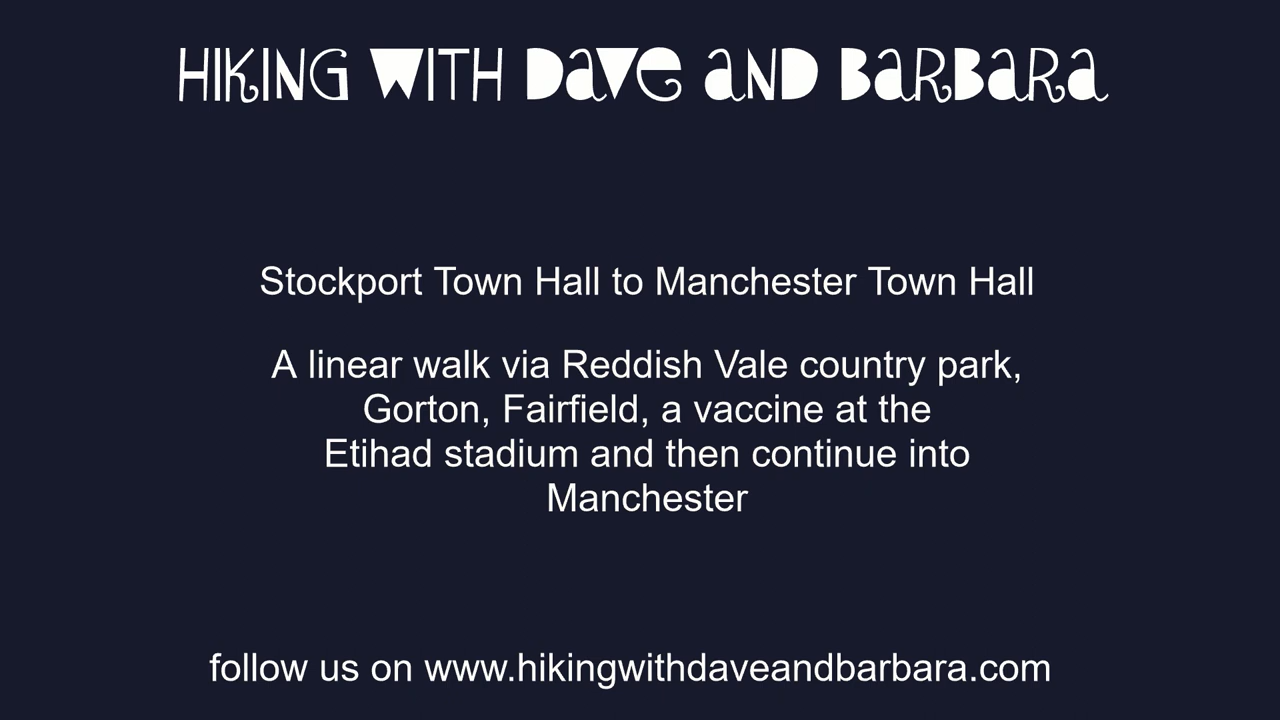 HIKING WITH DAVE AND BARBARA
Stockport Town Hall to Manchester Town Hall
A linear walk via Reddish Vale country park,
Gorton, Fairfield, a vaccine at the
Etihad stadium and then continue into
Manchester
follow us on www.hikingwithdaveandbarbara.com